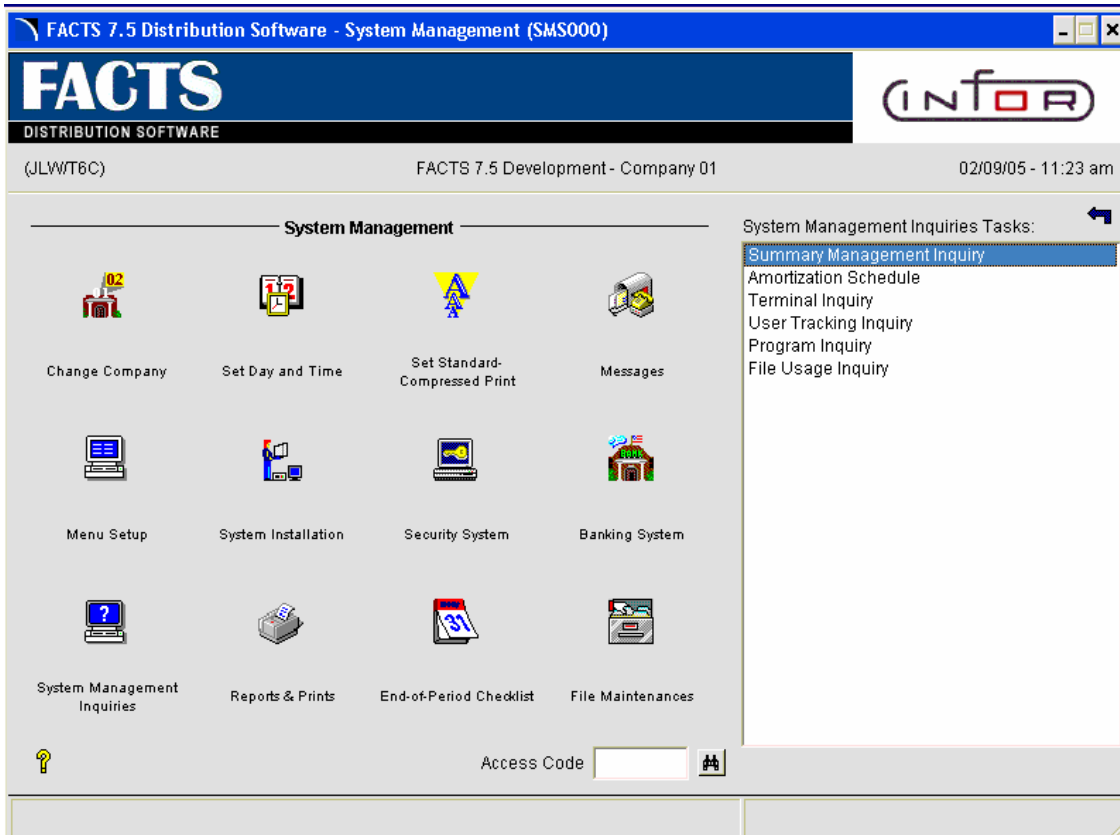 FACTS 7.5 Distribution Software - System Management (SMS000)
FACTS
DISTRIBUTION SOFTWARE
INFOR
(JLW/T6C)
FACTS 7.5 Development - Company 01
02/09/05 - 11:23 am
System Management
02
Change Company
Set Day and Time
Set Standard-
Compressed Print
Messages
Menu Setup
System Installation
Security System
BANK
Banking System
?
System Management
Inquiries
Reports & Prints
31
End-of-Period Checklist
File Maintenances
?
Access Code
System Management Inquiries Tasks:
Summary Management Inquiry
Amortization Schedule
Terminal Inquiry
User Tracking Inquiry
Program Inquiry
File Usage Inquiry